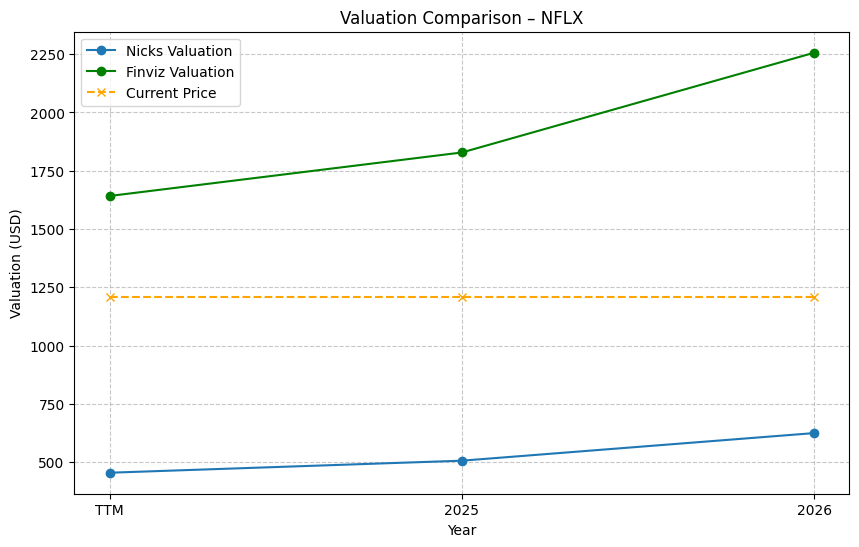 Valuation Comparison – NFLX
Nicks Valuation
Finviz Valuation
Current Price
Valuation (USD)
2250
2000
1750
1500
1250
1000
750
500
TTM
2025
2026
Year